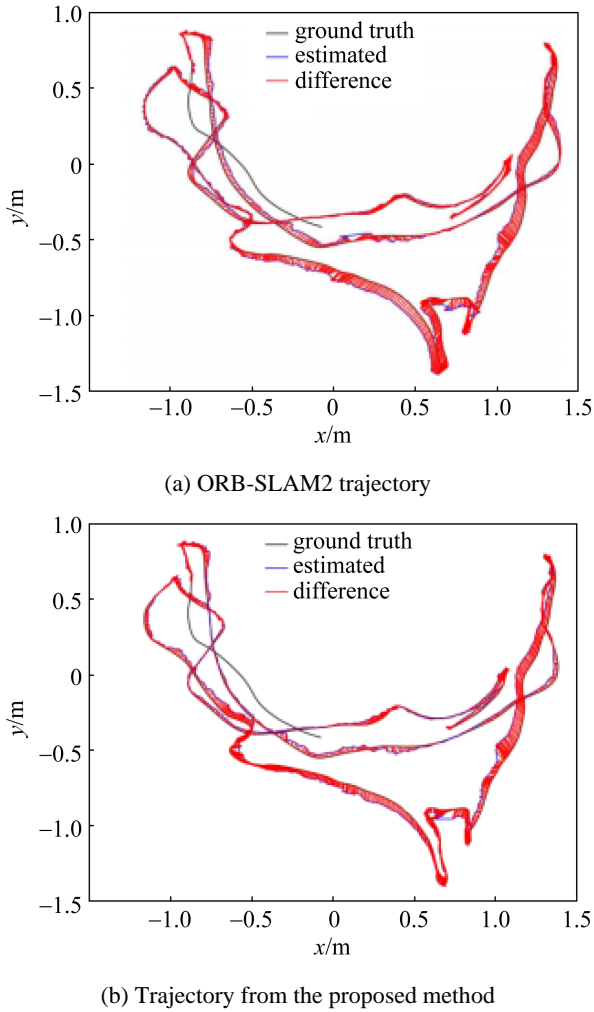 1.0
ground truth
estimated
0.5
difference
0
y/m
−0.5
−1.0
−1.5
−1.0 −0.5 0 0.5 1.0 1.5
x/m
(a) ORB-SLAM2 trajectory
1.0
ground truth
estimated
0.5
difference
0
y/m
−0.5
−1.0
−1.5
−1.0 −0.5 0 0.5 1.0 1.5
x/m
(b) Trajectory from the proposed method